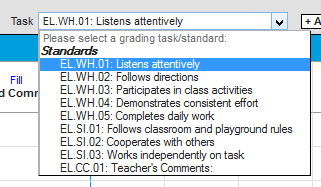 Task EL.WH.01: Listens attentively + A
Please select a grading task/standard:
Standards
EL.WH.01: Listens attentively
Fill EL.WH.02: Follows directions
d Comm EL.WH.03: Participates in class activities
EL.WH.04: Demonstrates consistent effort
EL.WH.05: Completes daily work
EL.SI.01: Follows classroom and playground rules
EL.SI.02: Cooperates with others
EL.SI.03: Works independently on task
EL.CC.01: Teacher's Comments: